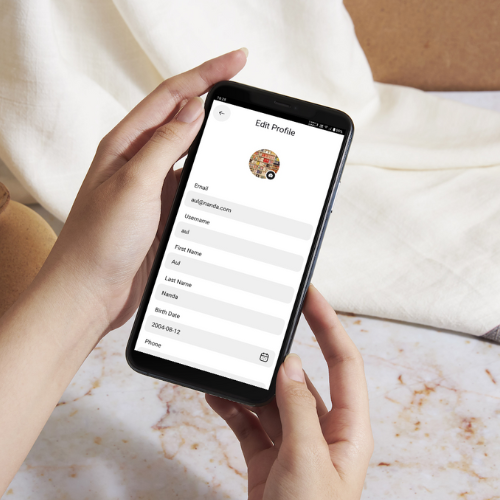 Edit Profile
Email
aul@nanda.com
Username
aul
First Name
Aul
Last Name
Nanda
Birth Date
2004-08-12
Phone